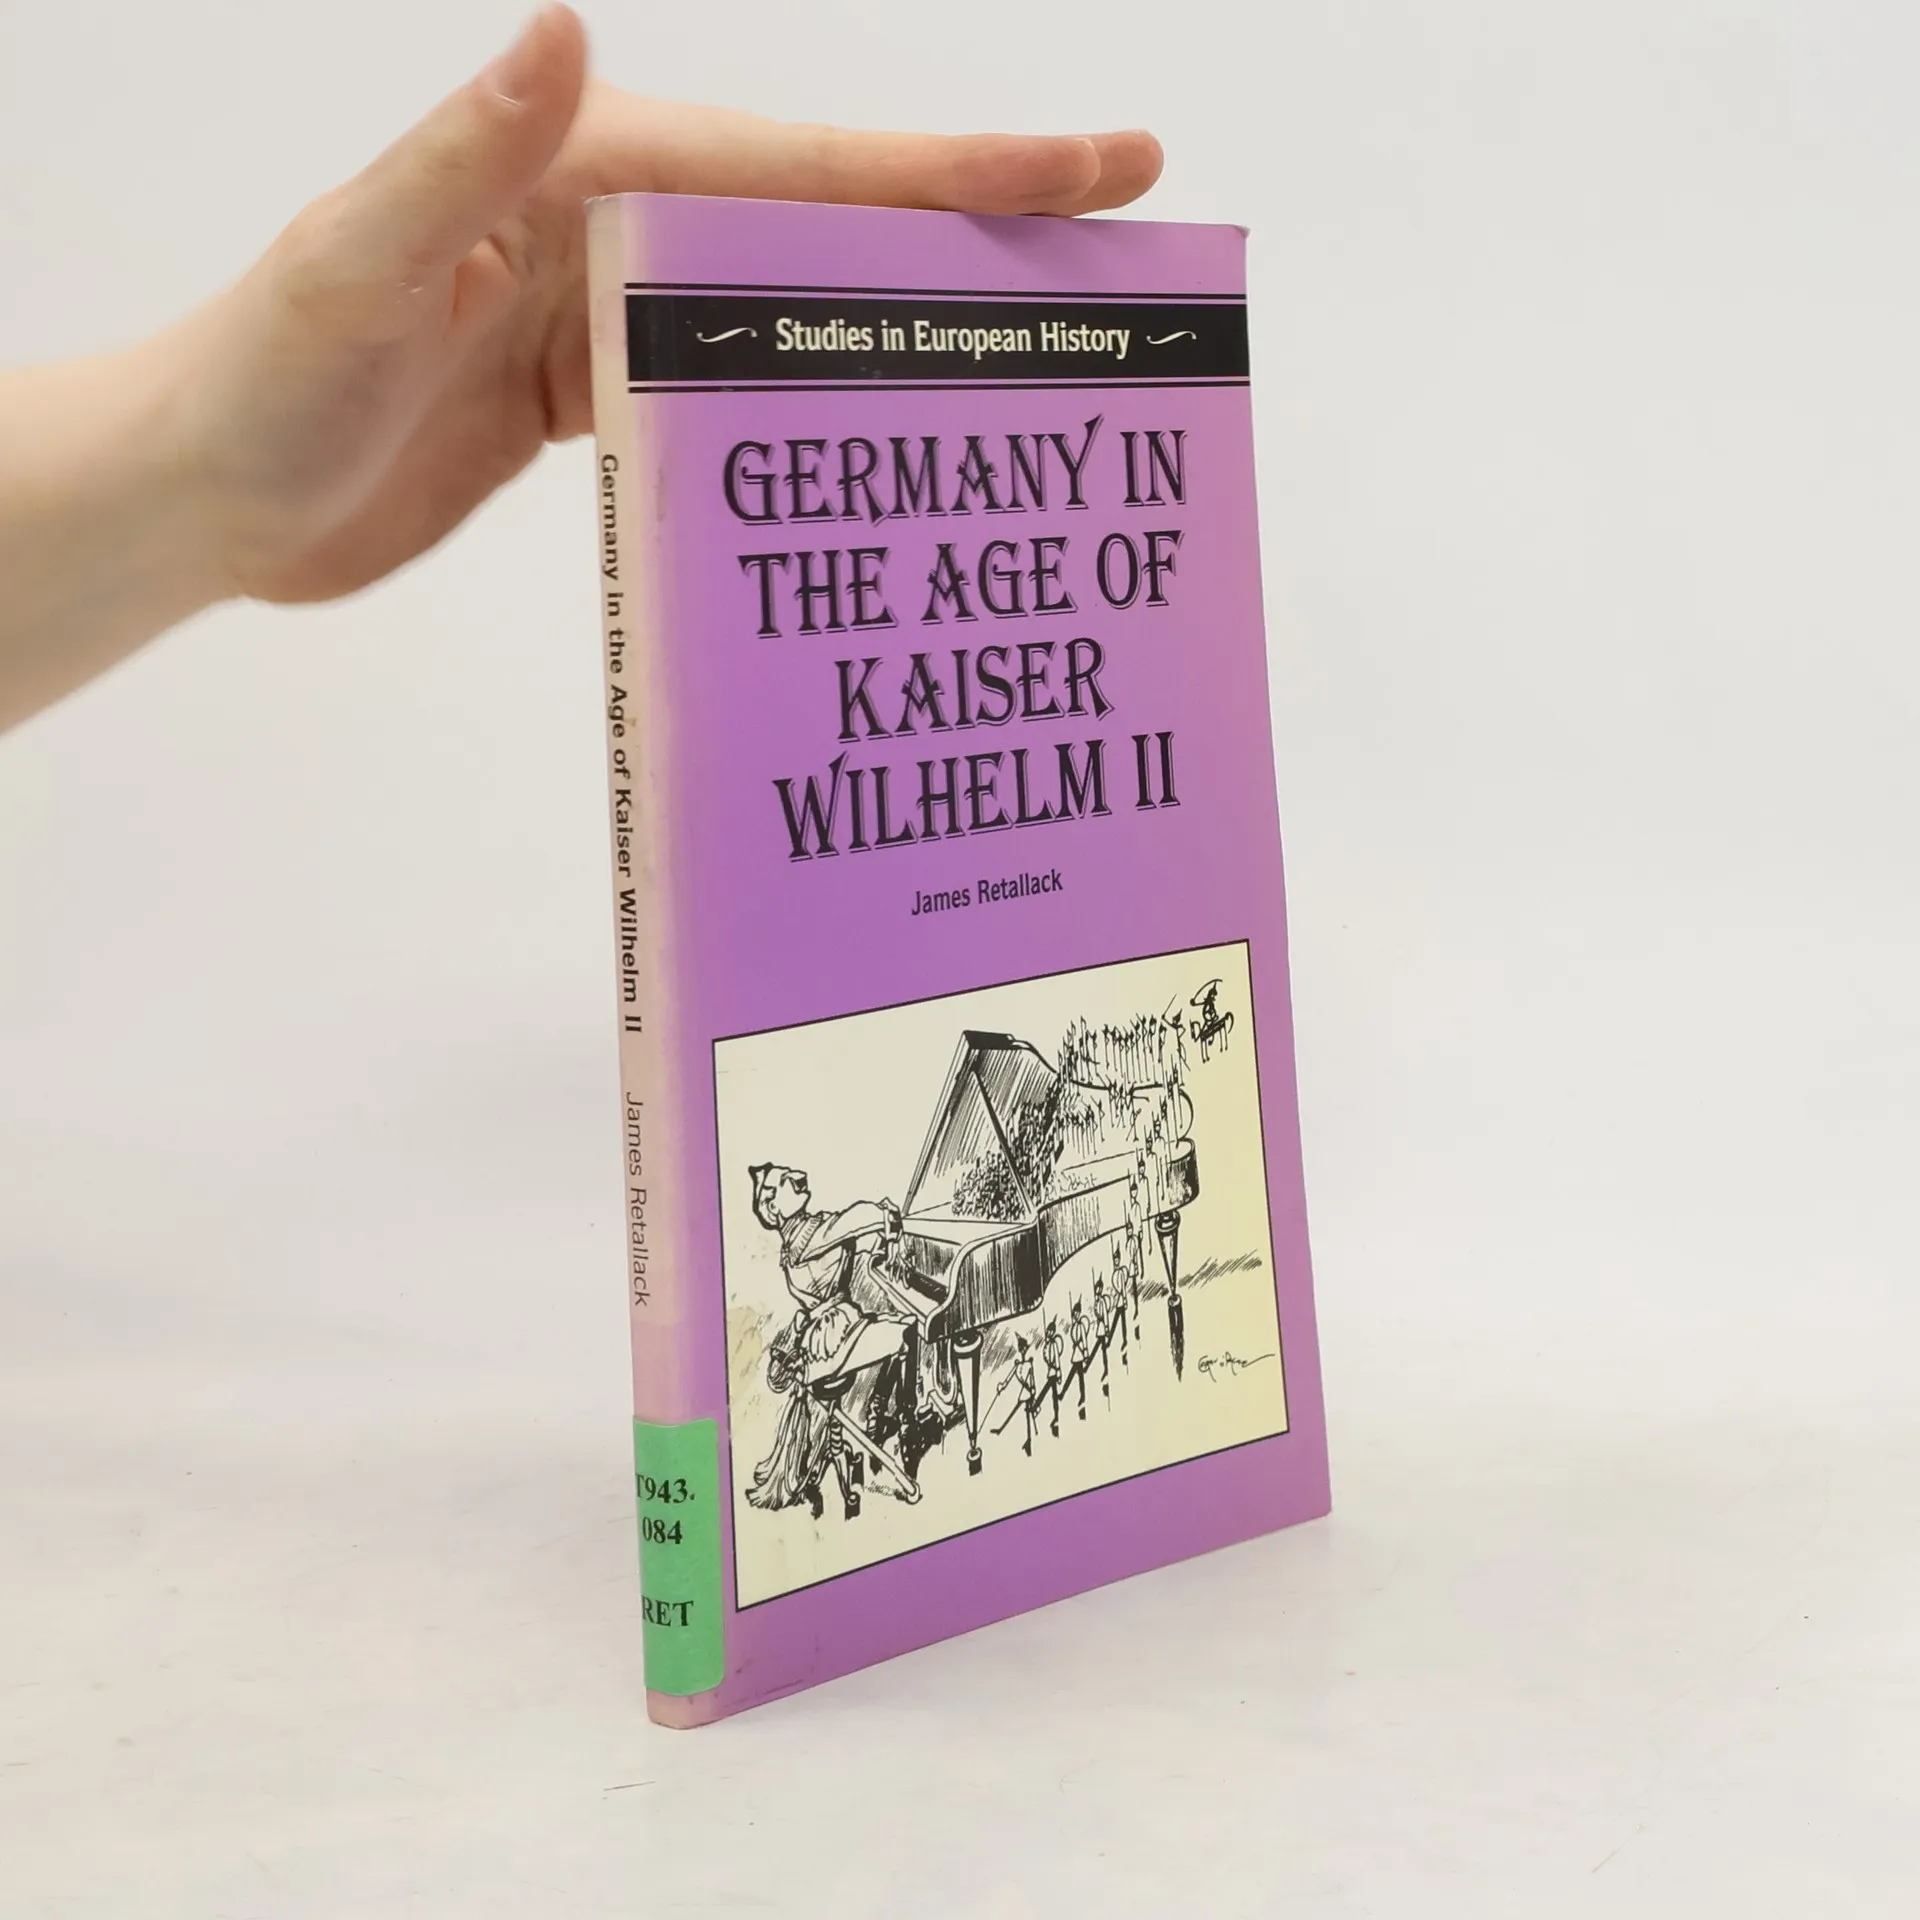 Studies in European History
GERMANY IN
THE AGE OF
KAISER
WILHELM II
James Retallack
Germany in the Age of Kaiser Wilhelm II James Retallack
T943.
084
RET